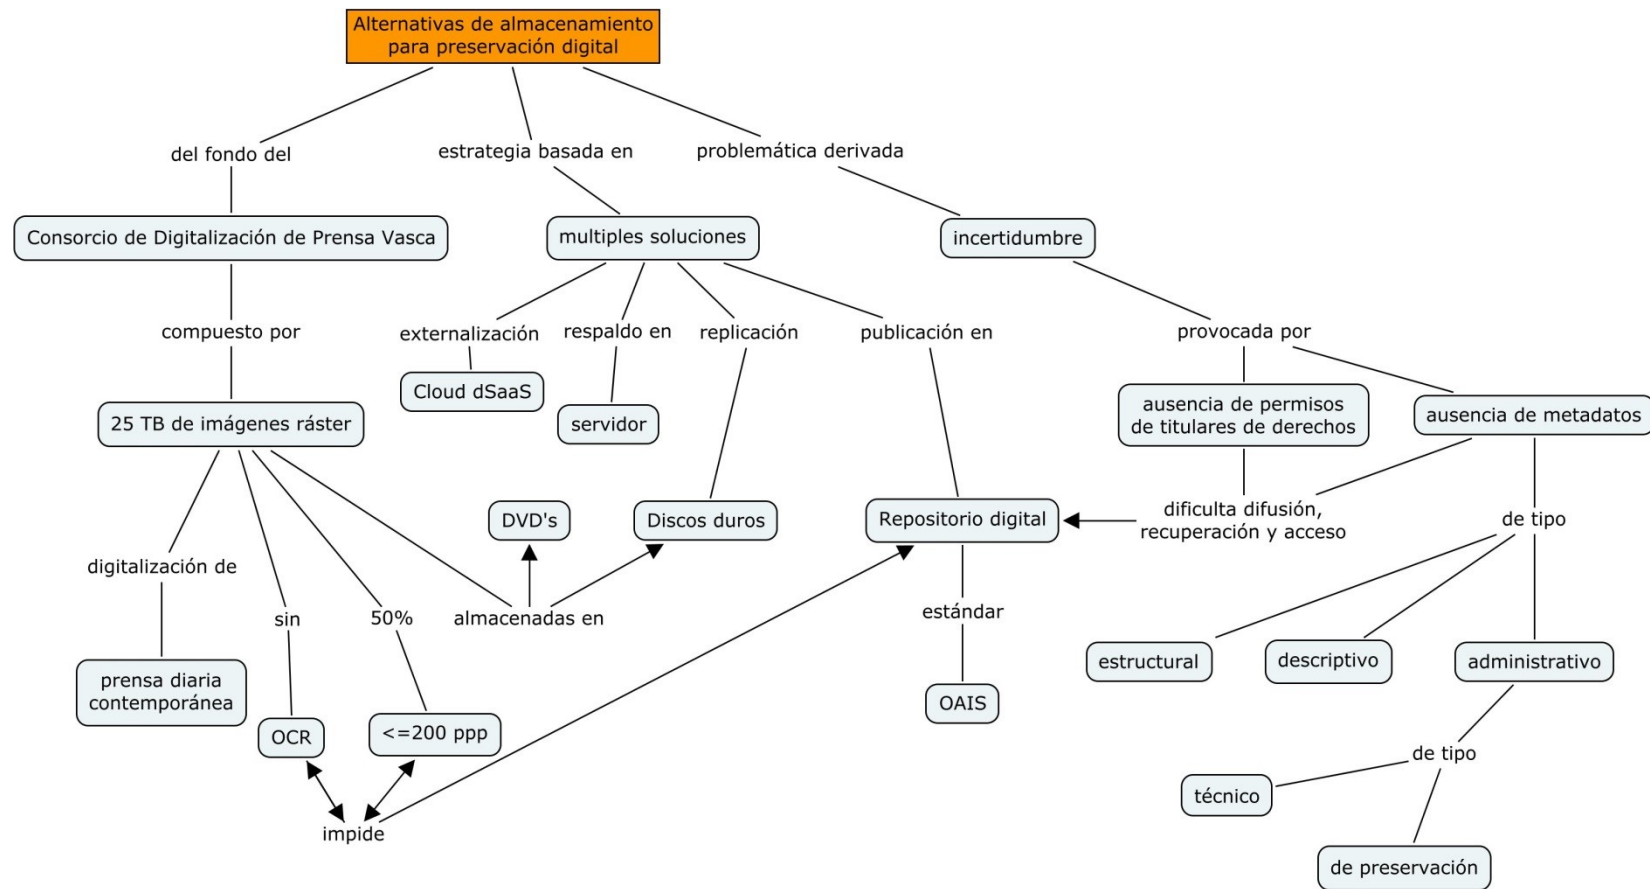 Alternativas de almacenamiento
para preservación digital
del fondo del
estrategia basada en
problemática derivada
Consorcio de Digitalización de Prensa Vasca
multiples soluciones
incertidumbre
compuesto por
externalización
respaldo en
replicación
publicación en
provocada por
Cloud dSaaS
servidor
25 TB de imágenes ráster
ausencia de permisos
de titulares de derechos
ausencia de metadatos
DVD's
Discos duros
Repositorio digital
dificulta difusión,
recuperación y acceso
de tipo
digitalización de
sin
50%
almacenadas en
estándar
prensa diaria
contemporánea
OCR
<=200 ppp
OAIS
estructural
descriptivo
administrativo
impide
de tipo
técnico
de preservación